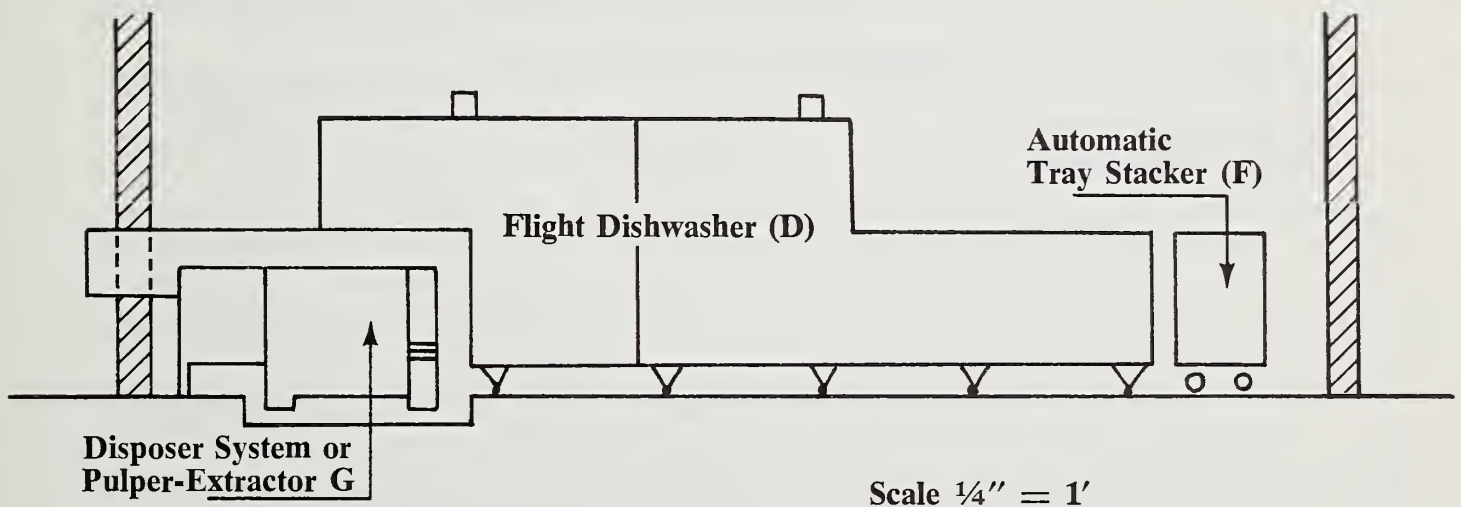 Automatic
Tray Stacker (F)
Flight Dishwasher (D)
Disposer System or
Pulper-Extractor G
Scale ¼″ = 1′